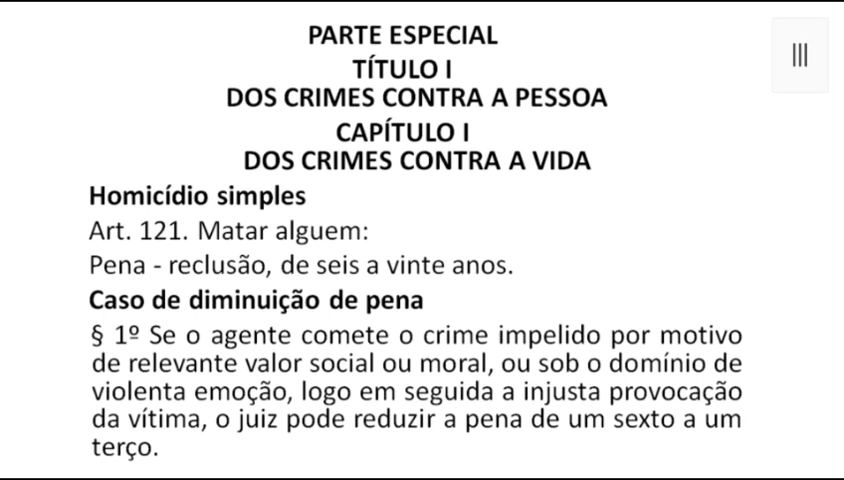 PARTE ESPECIAL
TÍTULO I
DOS CRIMES CONTRA A PESSOA
CAPÍTULO I
DOS CRIMES CONTRA A VIDA
Homicídio simples
Art. 121. Matar alguem:
Pena - reclusão, de seis a vinte anos.
Caso de diminuição de pena
§ 1º Se o agente comete o crime impelido por motivo
de relevante valor social ou moral, ou sob o domínio de
violenta emoção, logo em seguida a injusta provocação
da vítima, o juiz pode reduzir a pena de um sexto a um
terço.